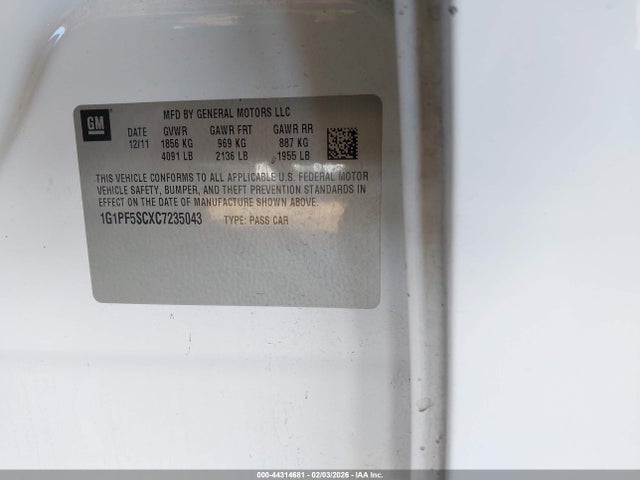 GM
MFD BY GENERAL MOTORS LLC
DATE GVWR GAWR FRT GAWR RR
12/11 1856 KG 969 KG 887 KG
4091 LB 2136 LB 1955 LB
THIS VEHICLE CONFORMS TO ALL APPLICABLE U.S. FEDERAL MOTOR
VEHICLE SAFETY, BUMPER, AND THEFT PREVENTION STANDARDS IN
EFFECT ON THE DATE OF MANUFACTURE SHOWN ABOVE.
1G1PF5SCXC7235043 TYPE: PASS CAR
000-44314681 - 02/03/2026 - IAA Inc.